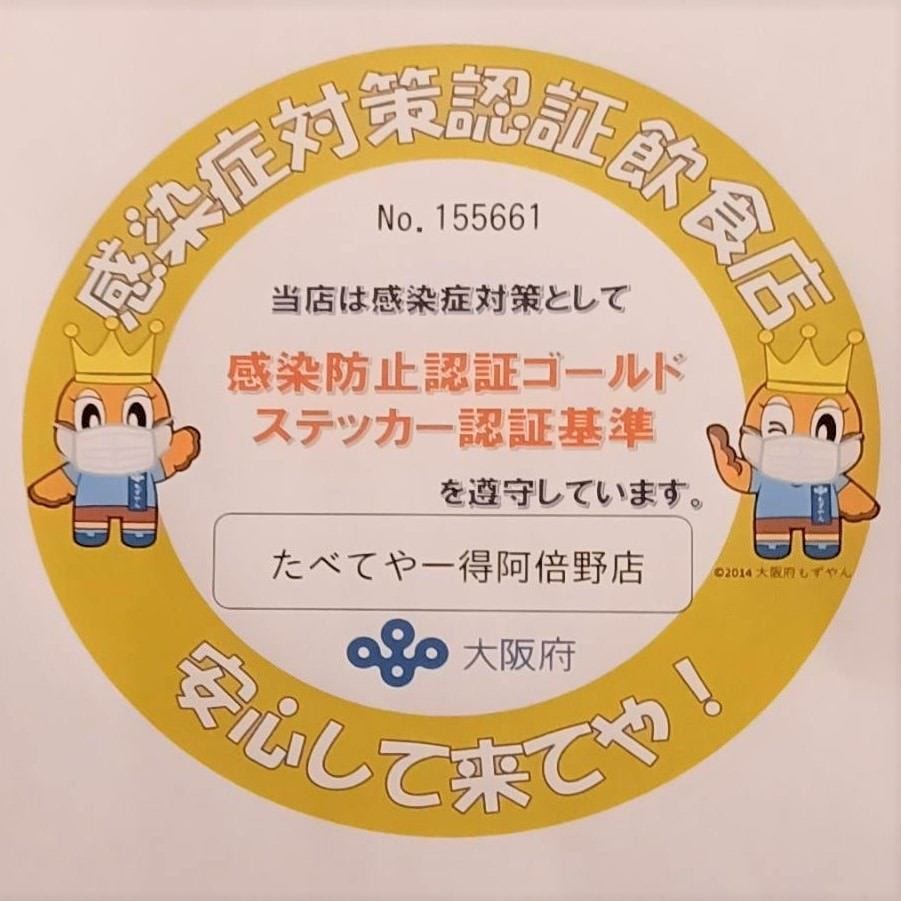 感染症対策認証飲食店
No. 155661
当店は感染症対策として
感染防止認証ゴールド
ステッカー認証基準
を遵守しています。
たべてや一得阿倍野店
大阪府
もずやん
©2014 大阪府もずやん
安心して来てや！